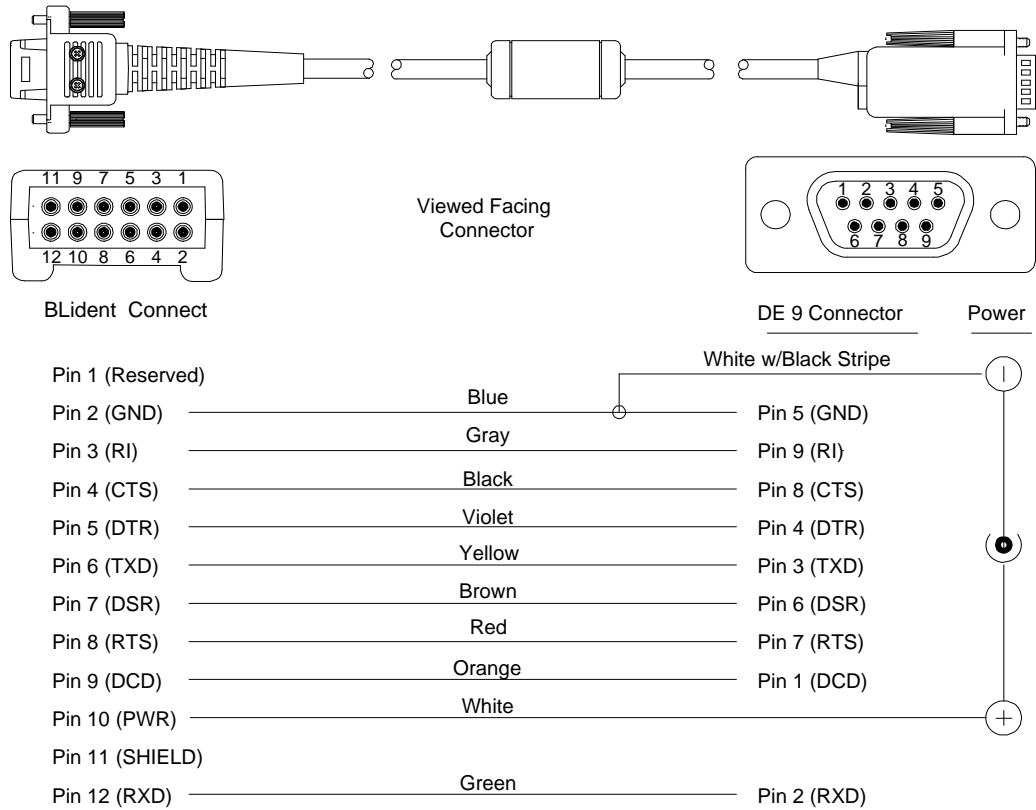 11 9 7 5 3 1
12 10 8 6 4 2
Viewed Facing
Connector
1 2 3 4 5
6 7 8 9
BLident Connect
DE 9 Connector Power
White w/Black Stripe
Pin 1 (Reserved)
Pin 2 (GND) Blue Pin 5 (GND)
Pin 3 (RI) Gray Pin 9 (RI)
Pin 4 (CTS) Black Pin 8 (CTS)
Pin 5 (DTR) Violet Pin 4 (DTR)
Pin 6 (TXD) Yellow Pin 3 (TXD)
Pin 7 (DSR) Brown Pin 6 (DSR)
Pin 8 (RTS) Red Pin 7 (RTS)
Pin 9 (DCD) Orange Pin 1 (DCD)
Pin 10 (PWR) White
Pin 11 (SHIELD)
Pin 12 (RXD) Green Pin 2 (RXD)